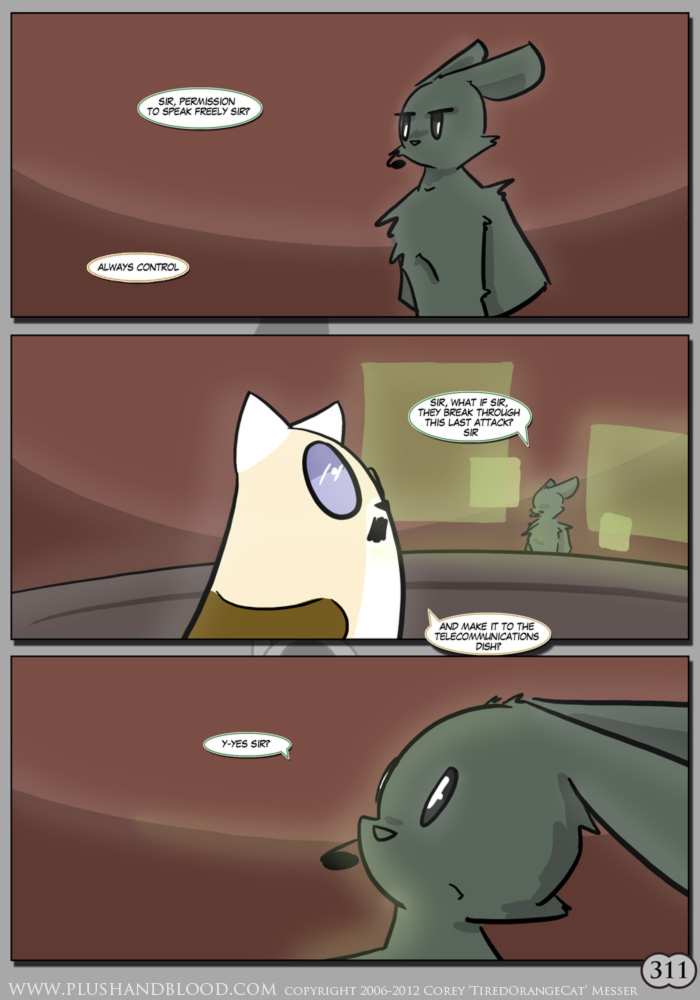 SIR, PERMISSION
TO SPEAK FREELY SIR?
ALWAYS CONTROL
SIR, WHAT IF SIR,
THEY BREAK THROUGH
THIS LAST ATTACK?
SIR
AND MAKE IT TO THE
TELECOMMUNICATIONS
DISH?
Y-YES SIR?
311
WWW.PLUSHANDBLOOD.COM COPYRIGHT 2006-2012 COREY 'TIREDORANGECAT' MESSER